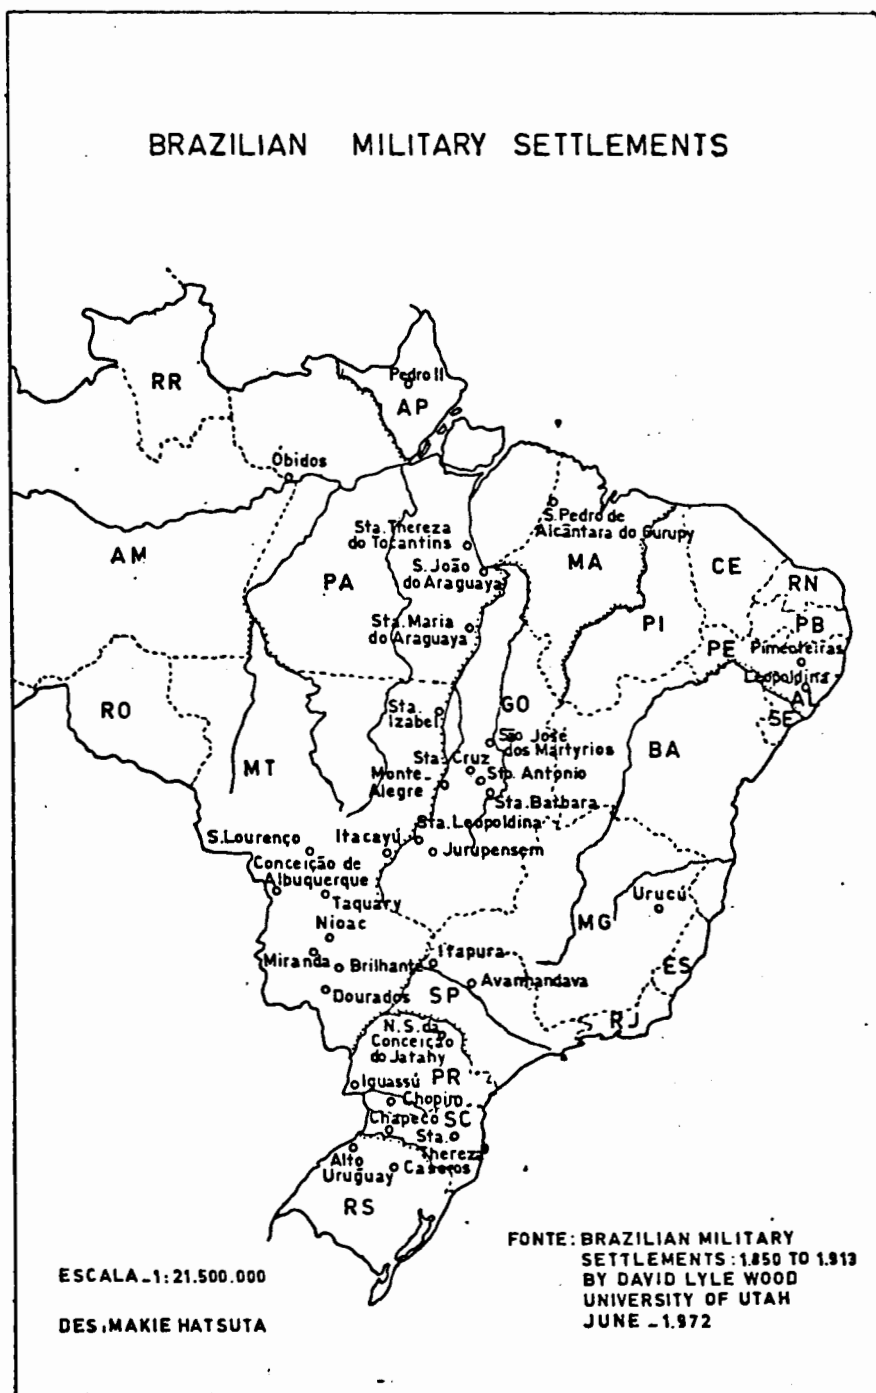 BRAZILIAN MILITARY SETTLEMENTS
Pedro II
RR
AP
Óbidos
S. Pedro de
Alcântara do Gurupy
Sta. Thereza
do Tocantins
AM
S. João
do Araguaya
MA
CE
PA
RN
Sta. Maria
do Araguaya
PI
PB
PE
Pimenteiras
Leopoldina
AL
RO
Sta.
Izabel
GO
SE
São José
dos Martyrios
BA
MT
Sta. Cruz
Sto. Antonio
Monte-
Alegre
Sta. Barbara
Sta. Leopoldina
S. Lourenço
Itacayú
Jurupensem
Conceição de
Albuquerque
Taquary
Urucú
Nioac
MG
Miranda
Brilhante
Itapura
ES
Avanhandava
Dourados
SP
RJ
N. S. da
Conceição
do Jatahy
Iguassú
PR
Chopim
Chapecó
SC
Sta.
Thereza
Alto
Uruguay
Caseros
RS
FONTE: BRAZILIAN MILITARY
SETTLEMENTS: 1.850 TO 1.913
BY DAVID LYLE WOOD
UNIVERSITY OF UTAH
JUNE - 1.972
ESCALA - 1: 21.500.000
DES: MAKIE HATSUTA